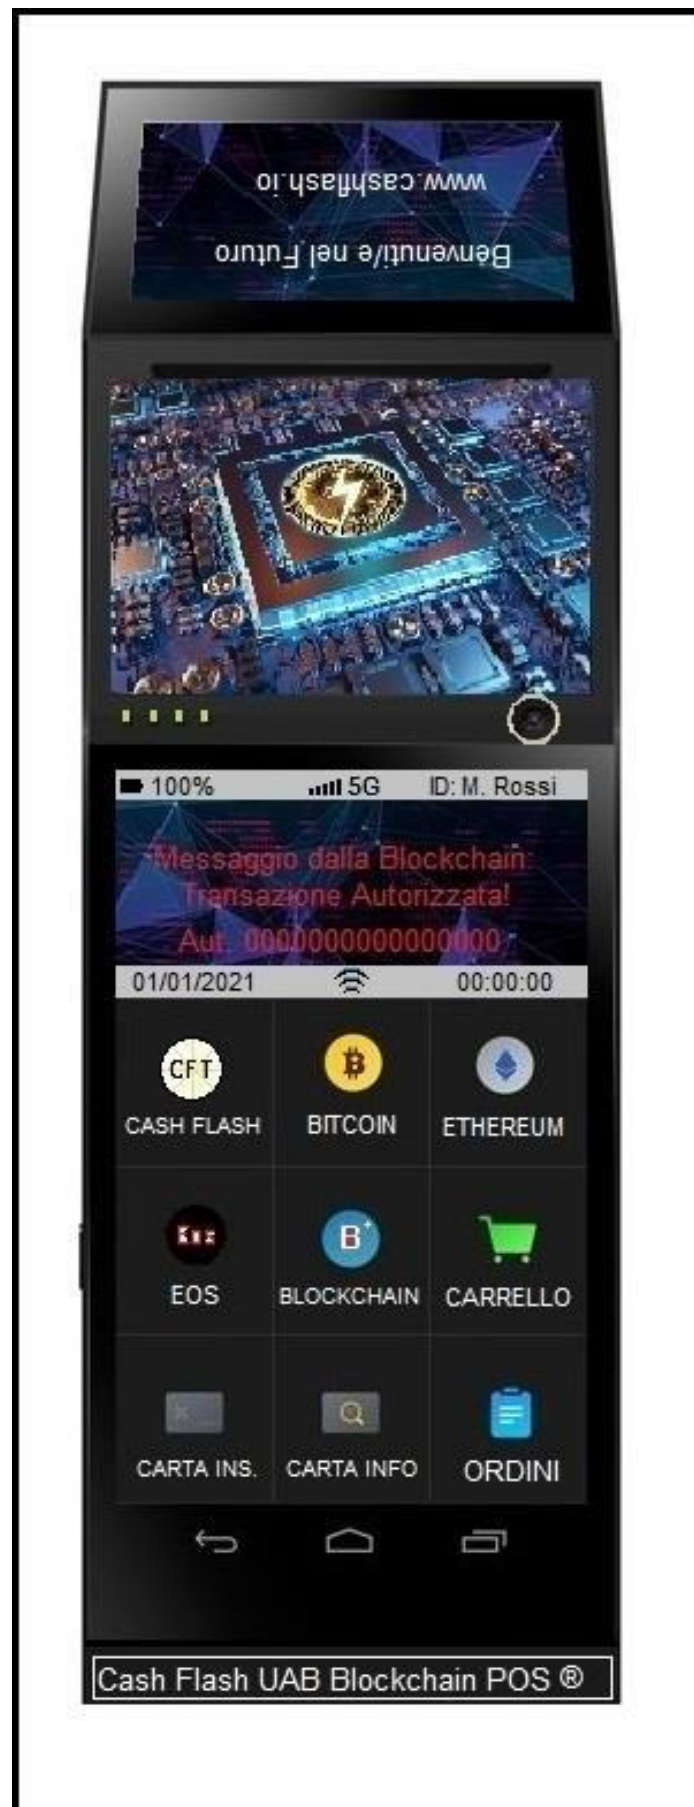 www.cashflash.io
Benvenuti/e nel Futuro
100% 5G ID: M. Rossi
Messaggio dalla Blockchain:
Transazione Autorizzata!
Aut. 0000000000000000
01/01/2021 00:00:00
CFT
CASH FLASH BITCOIN ETHEREUM
B
EOS BLOCKCHAIN CARRELLO
CARTA INS. CARTA INFO ORDINI
Cash Flash UAB Blockchain POS ®